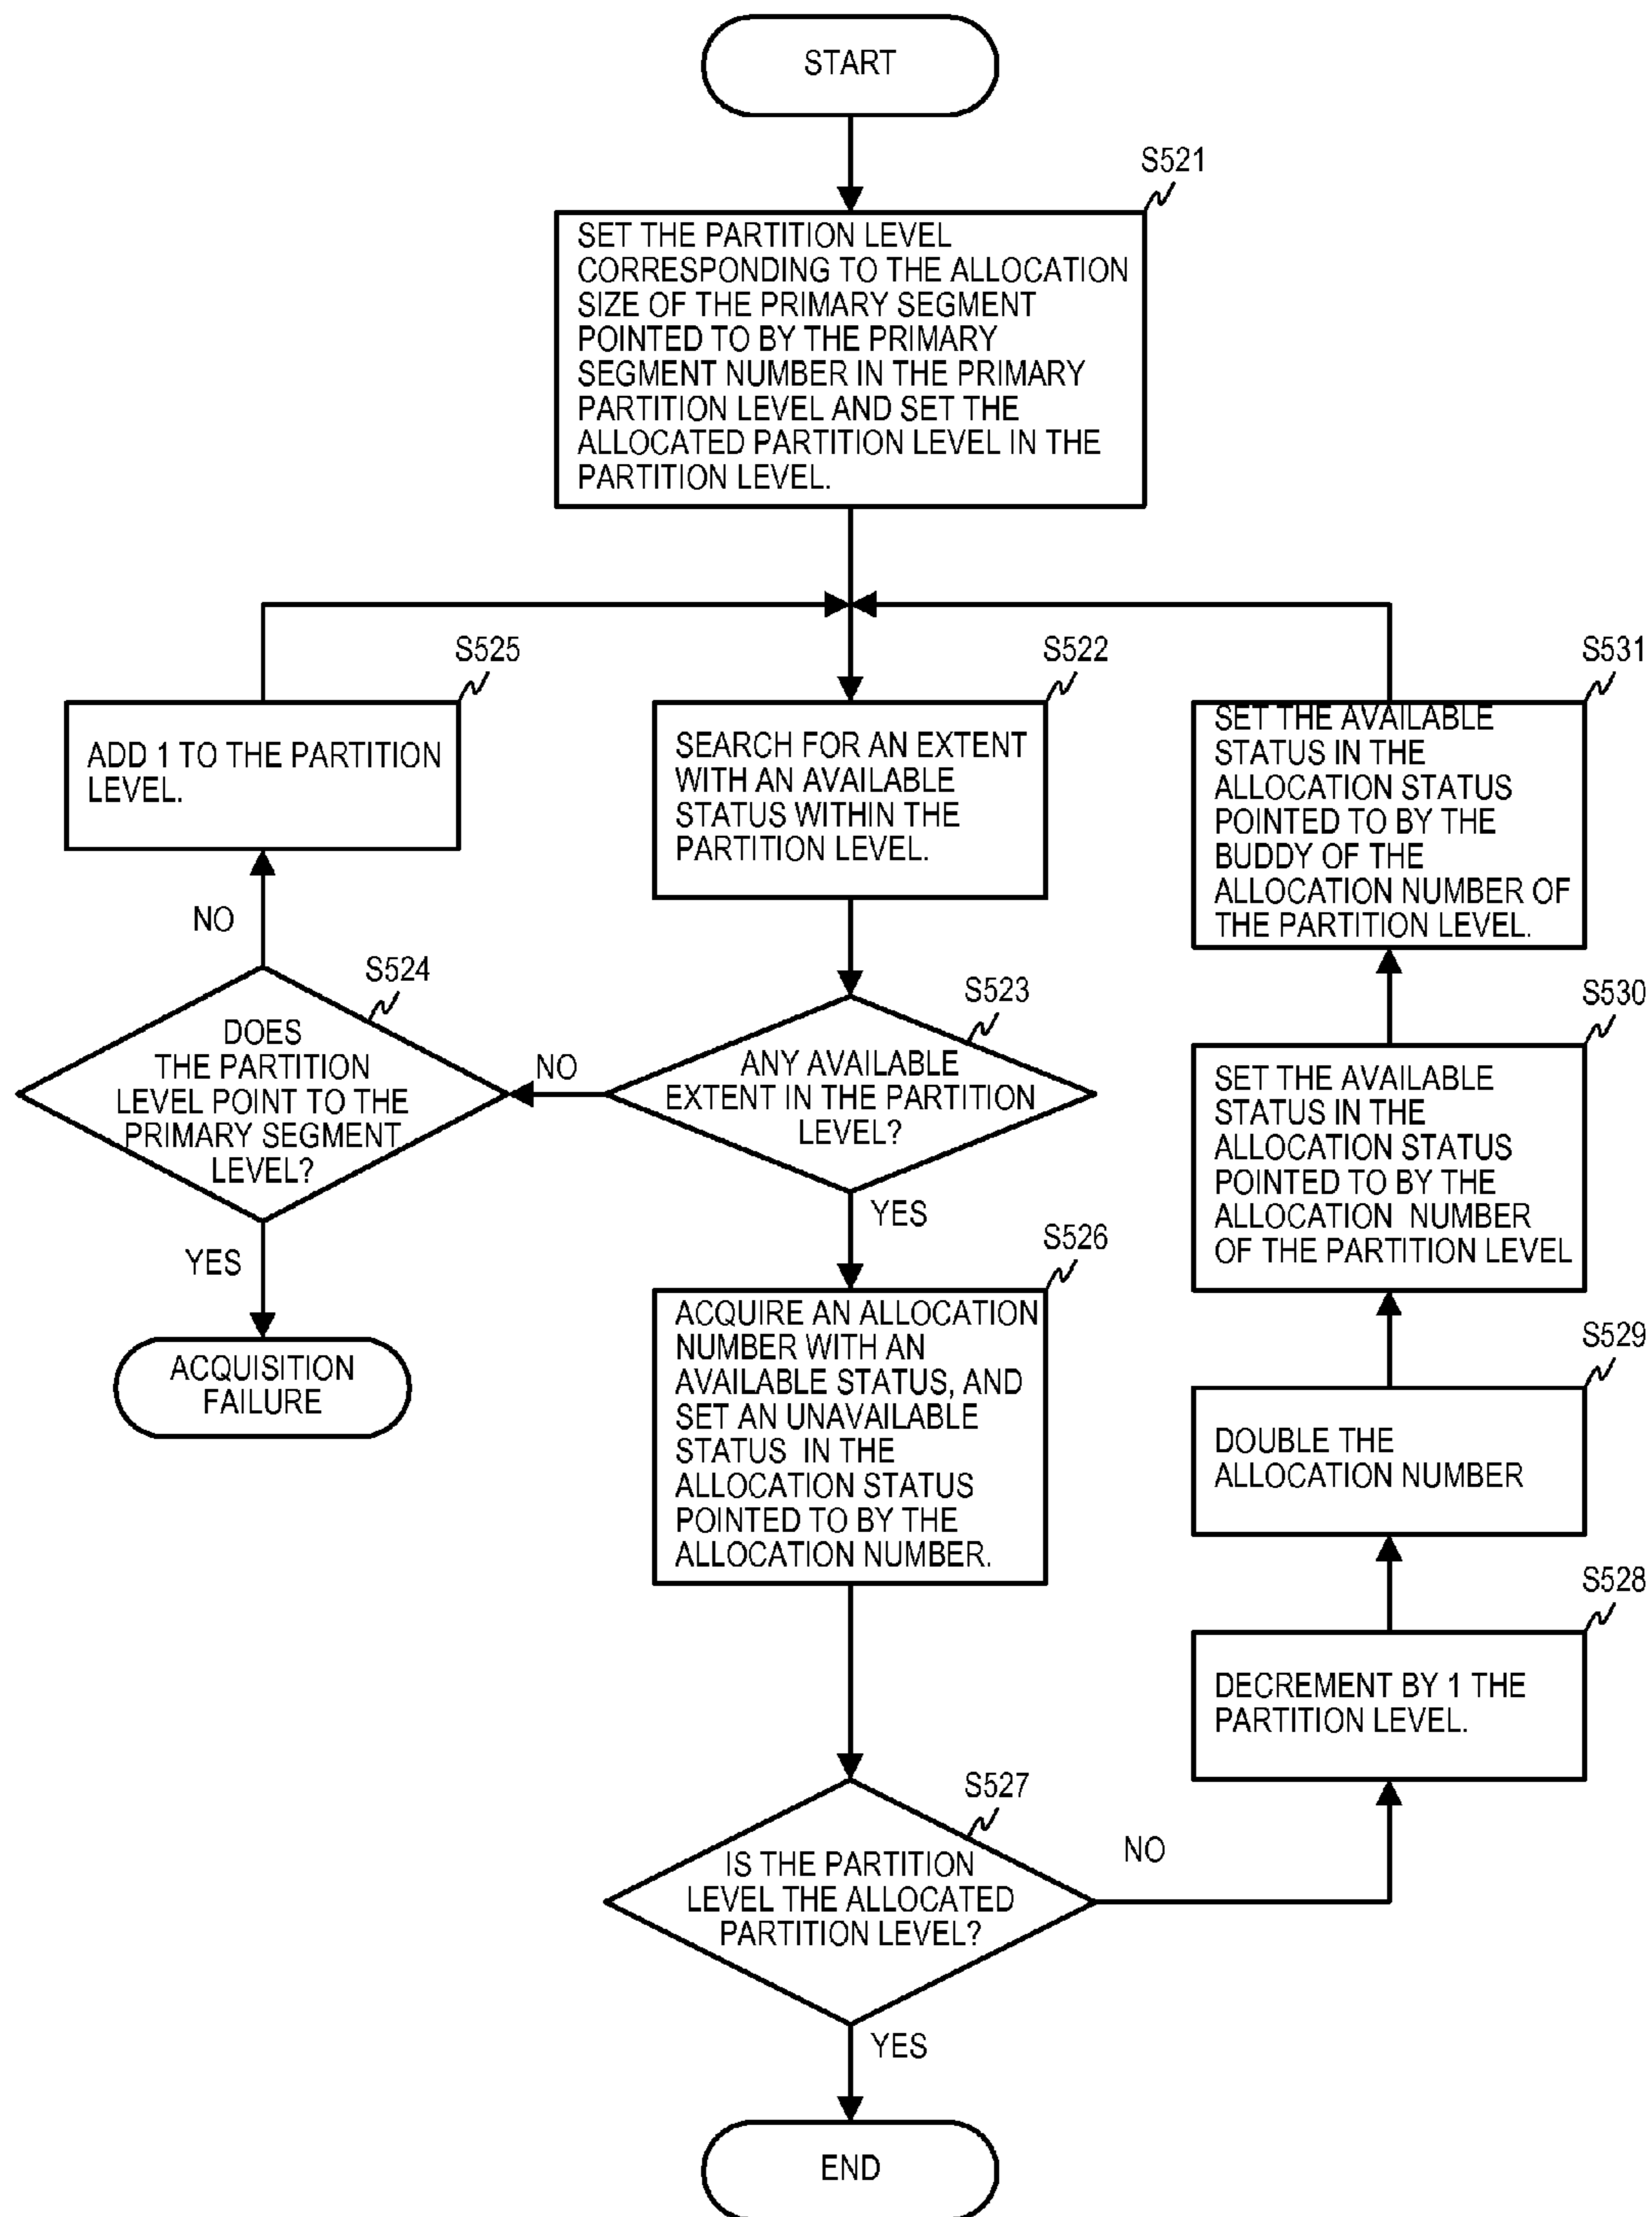 START
S521
SET THE PARTITION LEVEL
CORRESPONDING TO THE ALLOCATION
SIZE OF THE PRIMARY SEGMENT
POINTED TO BY THE PRIMARY
SEGMENT NUMBER IN THE PRIMARY
PARTITION LEVEL AND SET THE
ALLOCATED PARTITION LEVEL IN THE
PARTITION LEVEL.
S525
ADD 1 TO THE PARTITION
LEVEL.
S522
SEARCH FOR AN EXTENT
WITH AN AVAILABLE
STATUS WITHIN THE
PARTITION LEVEL.
S531
SET THE AVAILABLE
STATUS IN THE
ALLOCATION STATUS
POINTED TO BY THE
BUDDY OF THE
ALLOCATION NUMBER OF
THE PARTITION LEVEL.
NO
S524
DOES
THE PARTITION
LEVEL POINT TO THE
PRIMARY SEGMENT
LEVEL?
NO
S523
ANY AVAILABLE
EXTENT IN THE PARTITION
LEVEL?
S530
SET THE AVAILABLE
STATUS IN THE
ALLOCATION STATUS
POINTED TO BY THE
ALLOCATION NUMBER
OF THE PARTITION LEVEL
YES
YES
ACQUISITION
FAILURE
S526
ACQUIRE AN ALLOCATION
NUMBER WITH AN
AVAILABLE STATUS, AND
SET AN UNAVAILABLE
STATUS IN THE
ALLOCATION STATUS
POINTED TO BY THE
ALLOCATION NUMBER.
S529
DOUBLE THE
ALLOCATION NUMBER
S528
DECREMENT BY 1 THE
PARTITION LEVEL.
S527
IS THE PARTITION
LEVEL THE ALLOCATED
PARTITION LEVEL?
NO
YES
END